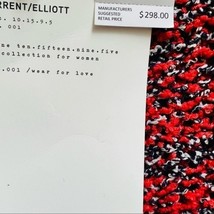 RRENT/ELLIOTT
MANUFACTURERS
SUGGESTED
RETAIL PRICE
$298.00
. 10.15.9.5
. 001
ne ten.fifteen.nine.five
collection for women
.001 /wear for love